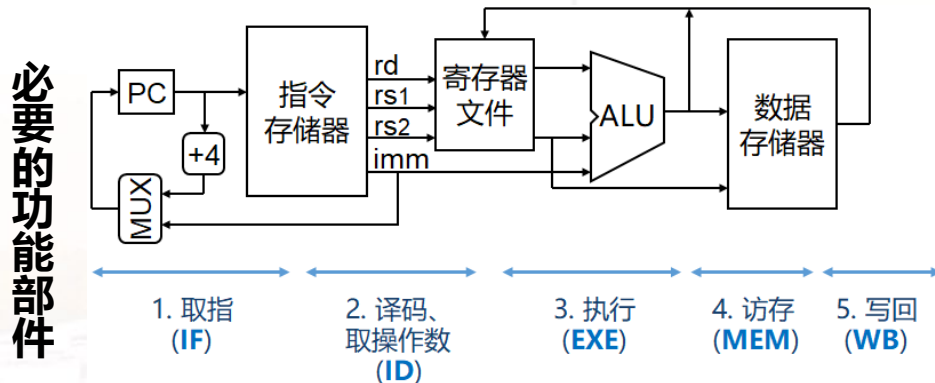 必要的功能部件
PC
+4
MUX
指令
存储器
rd
rs1
rs2
imm
寄存器
文件
ALU
数据
存储器
1. 取指
(IF)
2. 译码、
取操作数
(ID)
3. 执行
(EXE)
4. 访存
(MEM)
5. 写回
(WB)